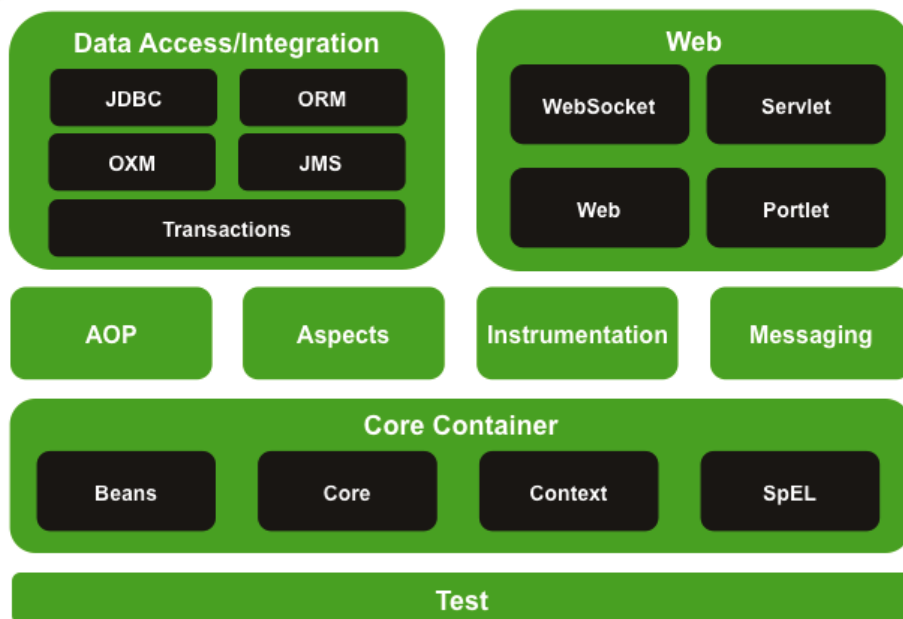 Data Access/Integration
JDBC
ORM
OXM
JMS
Transactions
Web
WebSocket
Servlet
Web
Portlet
AOP
Aspects
Instrumentation
Messaging
Core Container
Beans
Core
Context
SpEL
Test